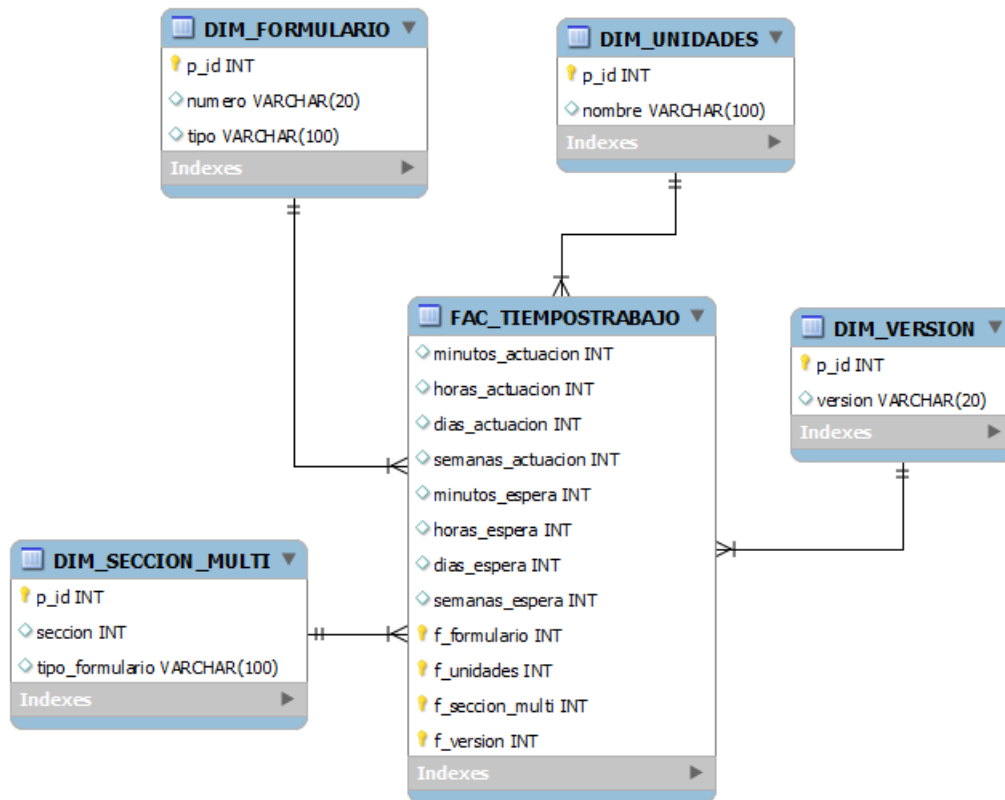 DIM_FORMULARIO
p_id INT
numero VARCHAR(20)
tipo VARCHAR(100)
Indexes
DIM_UNIDADES
p_id INT
nombre VARCHAR(100)
Indexes
FAC_TIEMPOSTRABAJO
minutos_actuacion INT
horas_actuacion INT
dias_actuacion INT
semanas_actuacion INT
minutos_espera INT
horas_espera INT
dias_espera INT
semanas_espera INT
f_formulario INT
f_unidades INT
f_seccion_multi INT
f_version INT
Indexes
DIM_VERSION
p_id INT
version VARCHAR(20)
Indexes
DIM_SECCION_MULTI
p_id INT
seccion INT
tipo_formulario VARCHAR(100)
Indexes